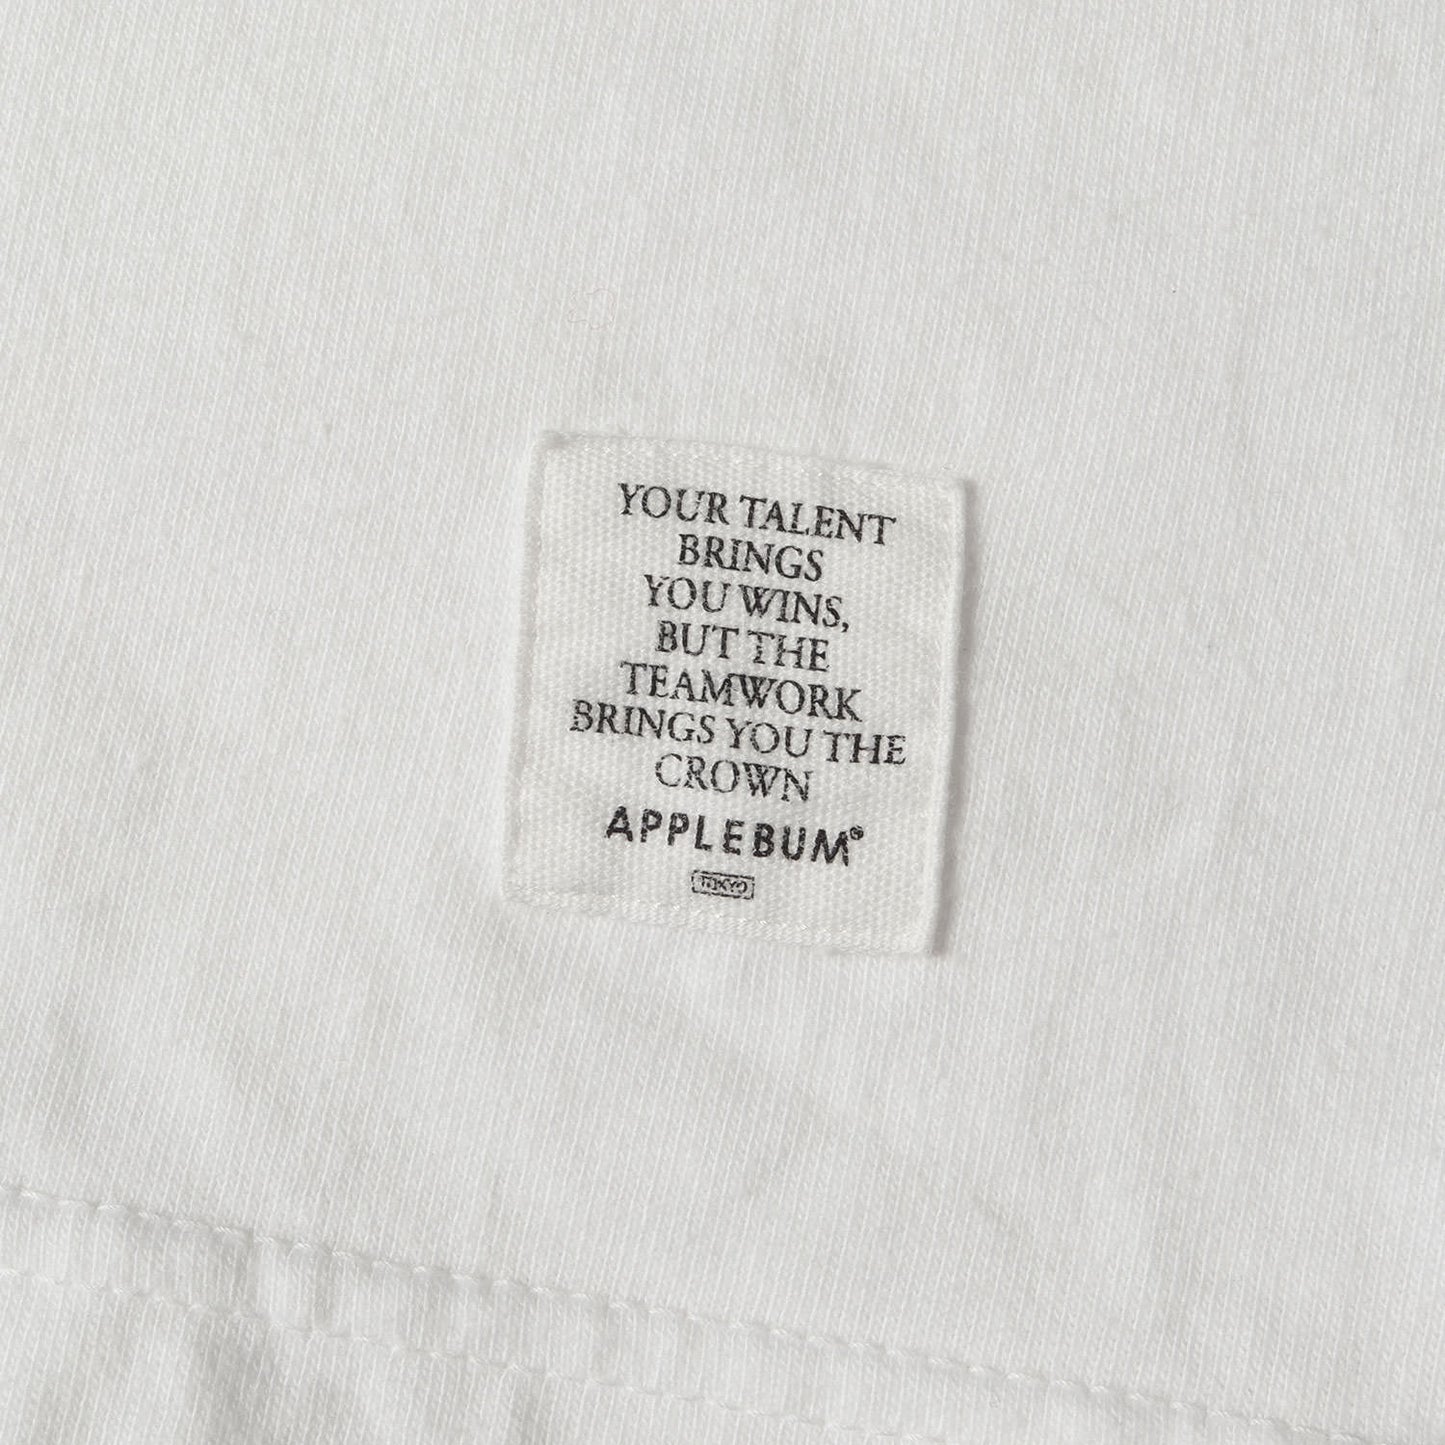 YOUR TALENT
BRINGS
YOU WINS,
BUT THE
TEAMWORK
BRINGS YOU THE
CROWN
APPLEBUM®
TOKYO